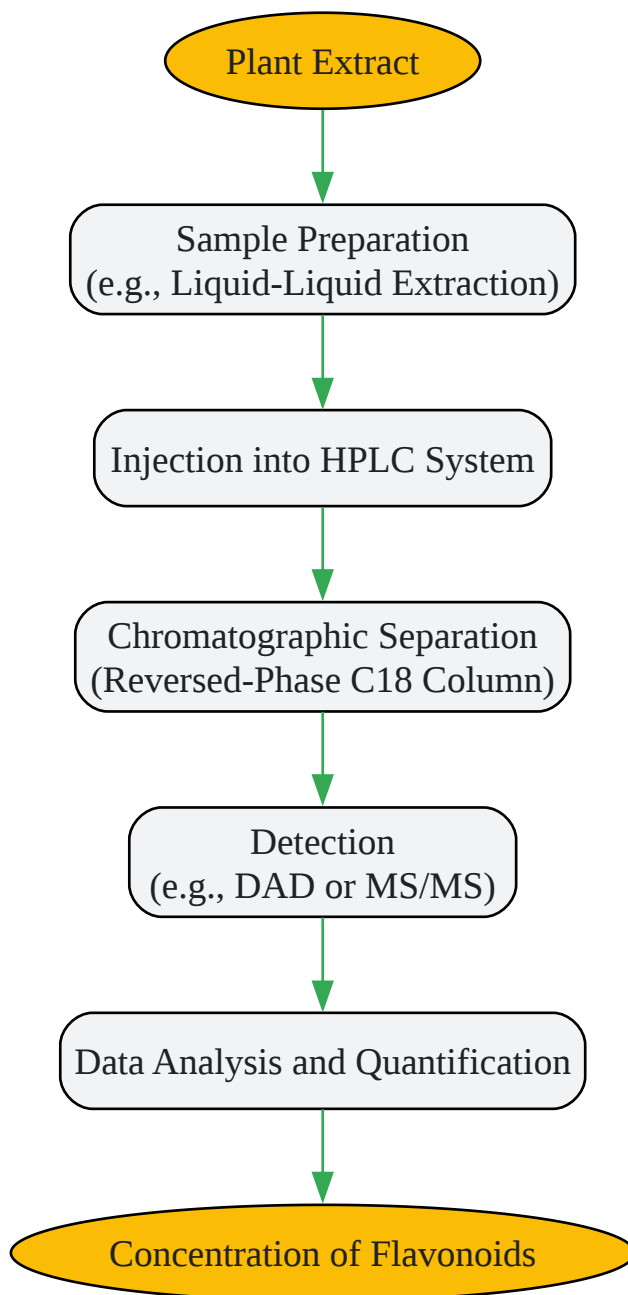 Plant Extract
Sample Preparation
(e.g., Liquid-Liquid Extraction)
Injection into HPLC System
Chromatographic Separation
(Reversed-Phase C18 Column)
Detection
(e.g., DAD or MS/MS)
Data Analysis and Quantification
Concentration of Flavonoids